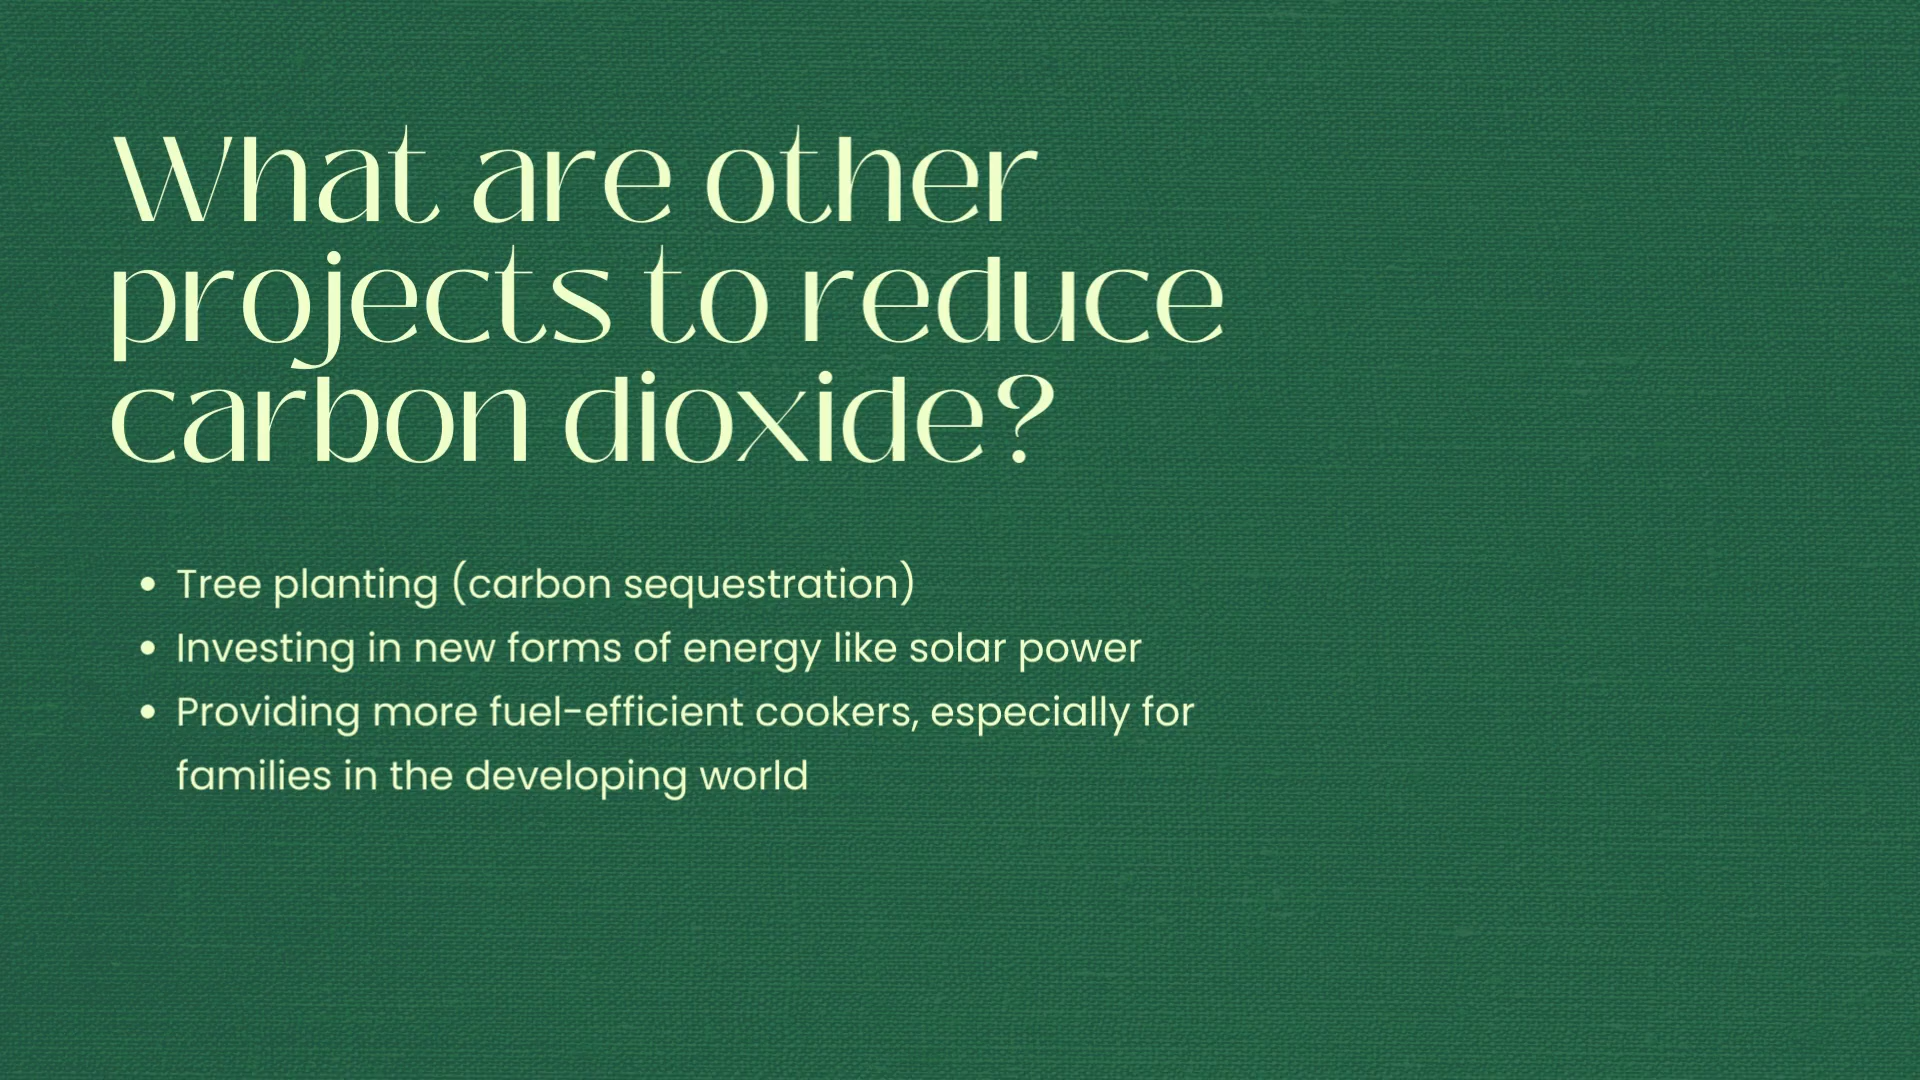 What are other
projects to reduce
carbon dioxide?
• Tree planting (carbon sequestration)
• Investing in new forms of energy like solar power
• Providing more fuel-efficient cookers, especially for
families in the developing world